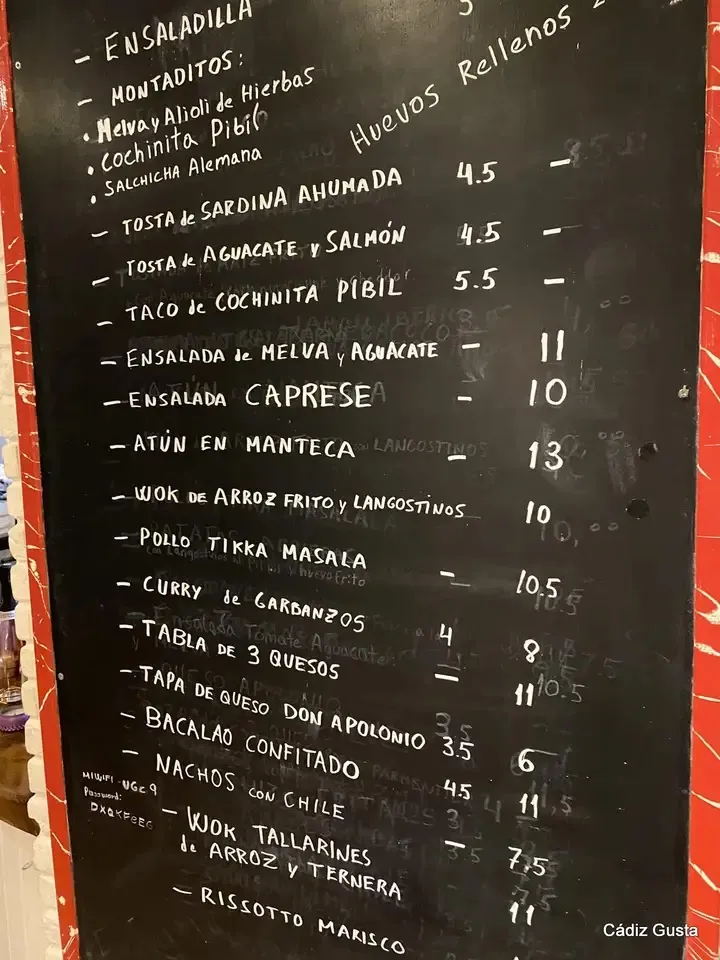 - ENSALADILLA
- MONTADITOS:
• Melva y Alioli de Hierbas
• Cochinita Pibil
• SALCHICHA Alemana
Huevos Rellenos
- TOSTA de SARDINA AHUMADA 4.5 -
- TOSTA de AGUACATE y SALMÓN 4.5 -
- TACO de COCHINITA PIBIL 5.5 -
- ENSALADA de MELVA y AGUACATE - 11
- ENSALADA CAPRESE - 10
- ATÚN EN MANTECA - 13
- WOK DE ARROZ FRITO y LANGOSTINOS 10
- POLLO TIKKA MASALA - 10.5
- CURRY de GARBANZOS 4 8
- TABLA DE 3 QUESOS - 11
- TAPA DE QUESO DON APOLONIO 3.5 6
- BACALAO CONFITADO 4.5 11
- NACHOS con CHILE 3 7.5
- WOK TALLARINES - 11
de ARROZ y TERNERA
- RISSOTTO MARISCO
MIWIFI-UGc9
Password:
Cádiz Gusta